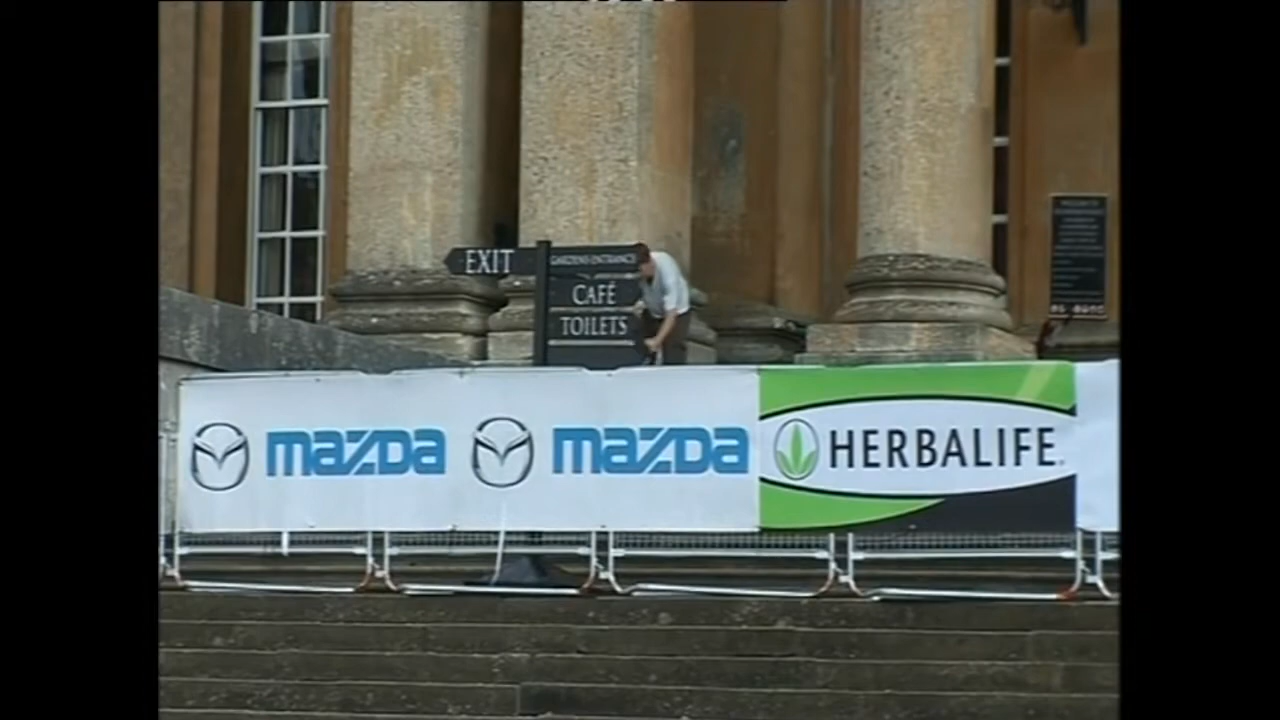 EXIT
GARDENS ENTRANCE
CAFÉ
TOILETS
mazda mazda HERBALIFE